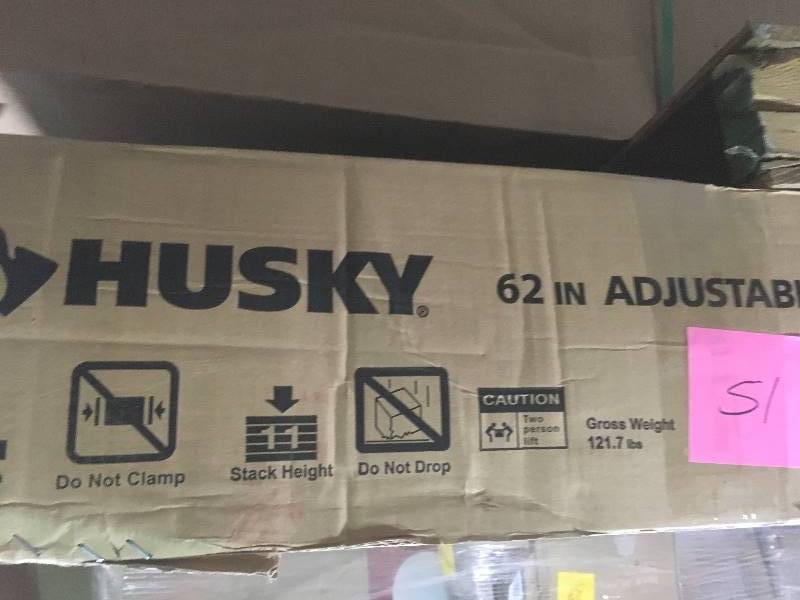 HUSKY®
62 IN ADJUSTAB
Do Not Clamp
11
Stack Height
Do Not Drop
CAUTION
Two
person
lift
Gross Weight
121.7 lbs